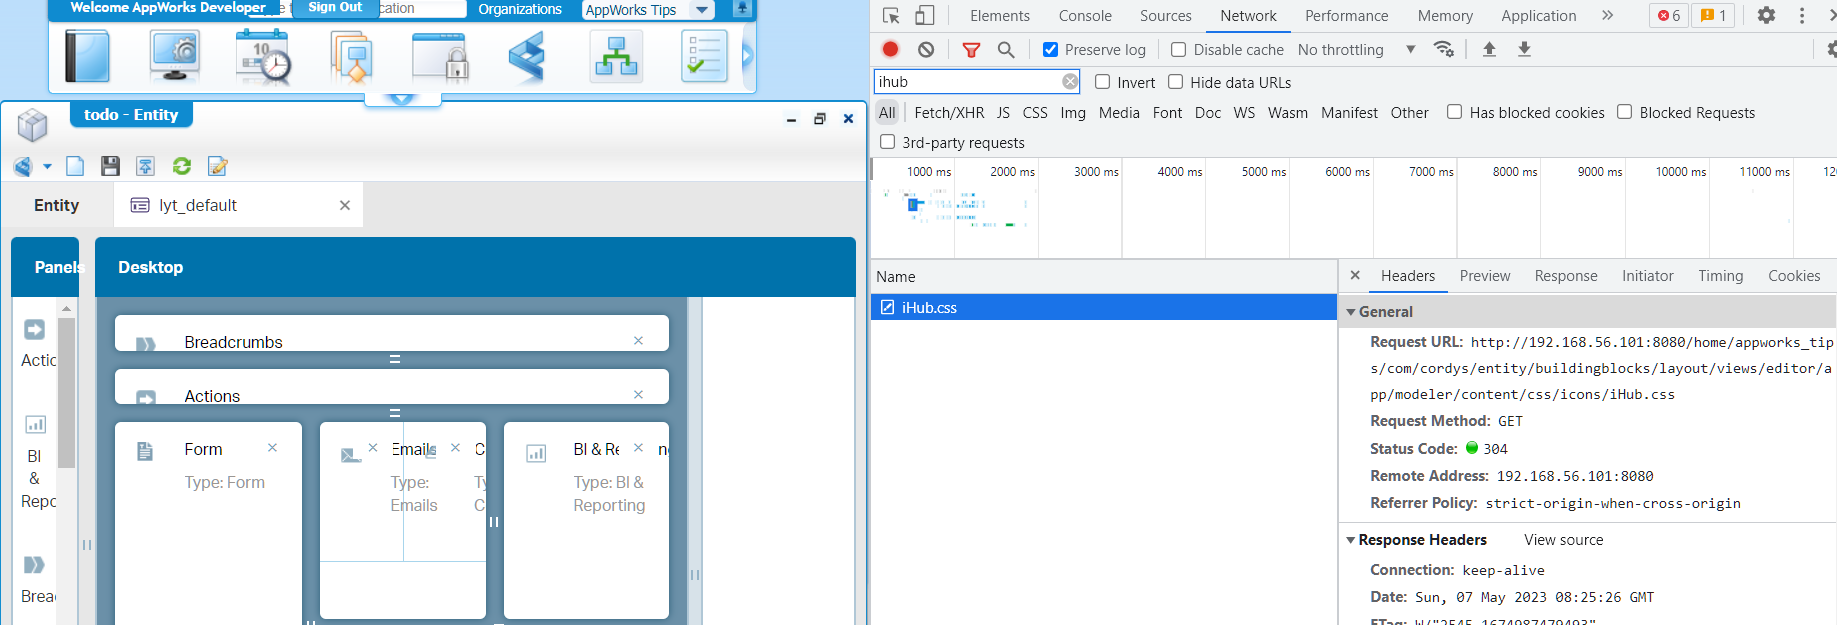 Welcome AppWorks Developer
Sign Out
Organizations
AppWorks Tips
todo - Entity
Entity
lyt_default
Panels
Desktop
Actio
BI
&
Repo
Brea
Breadcrumbs
Actions
Form
Type: Form
Emails
Type:
Emails
BI & Re
Type: BI &
Reporting
Elements Console Sources Network Performance Memory Application
6 1
Preserve log Disable cache No throttling
ihub
Invert Hide data URLs
All Fetch/XHR JS CSS Img Media Font Doc WS Wasm Manifest Other Has blocked cookies Blocked Requests
3rd-party requests
1000 ms 2000 ms 3000 ms 4000 ms 5000 ms 6000 ms 7000 ms 8000 ms 9000 ms 10000 ms 11000 ms 12
Name
iHub.css
Headers Preview Response Initiator Timing Cookies
General
Request URL: http://192.168.56.101:8080/home/appworks_tip
s/com/cordys/entity/buildingblocks/layout/views/editor/a
pp/modeler/content/css/icons/iHub.css
Request Method: GET
Status Code: 304
Remote Address: 192.168.56.101:8080
Referrer Policy: strict-origin-when-cross-origin
Response Headers View source
Connection: keep-alive
Date: Sun, 07 May 2023 08:25:26 GMT
ETag: W/"2545-1674987479493"